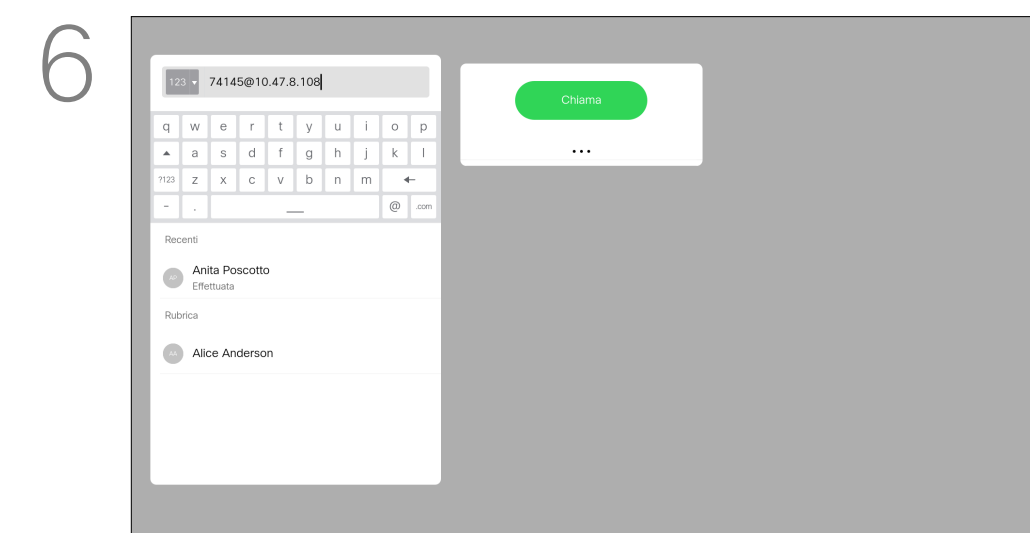 6
123
74145@10.47.8.108
Chiama
q w e r t y u i o p
a s d f g h j k l
?123 z x c v b n m
- . @ .com
Recenti
AP
Anita Poscotto
Effettuata
Rubrica
AA
Alice Anderson